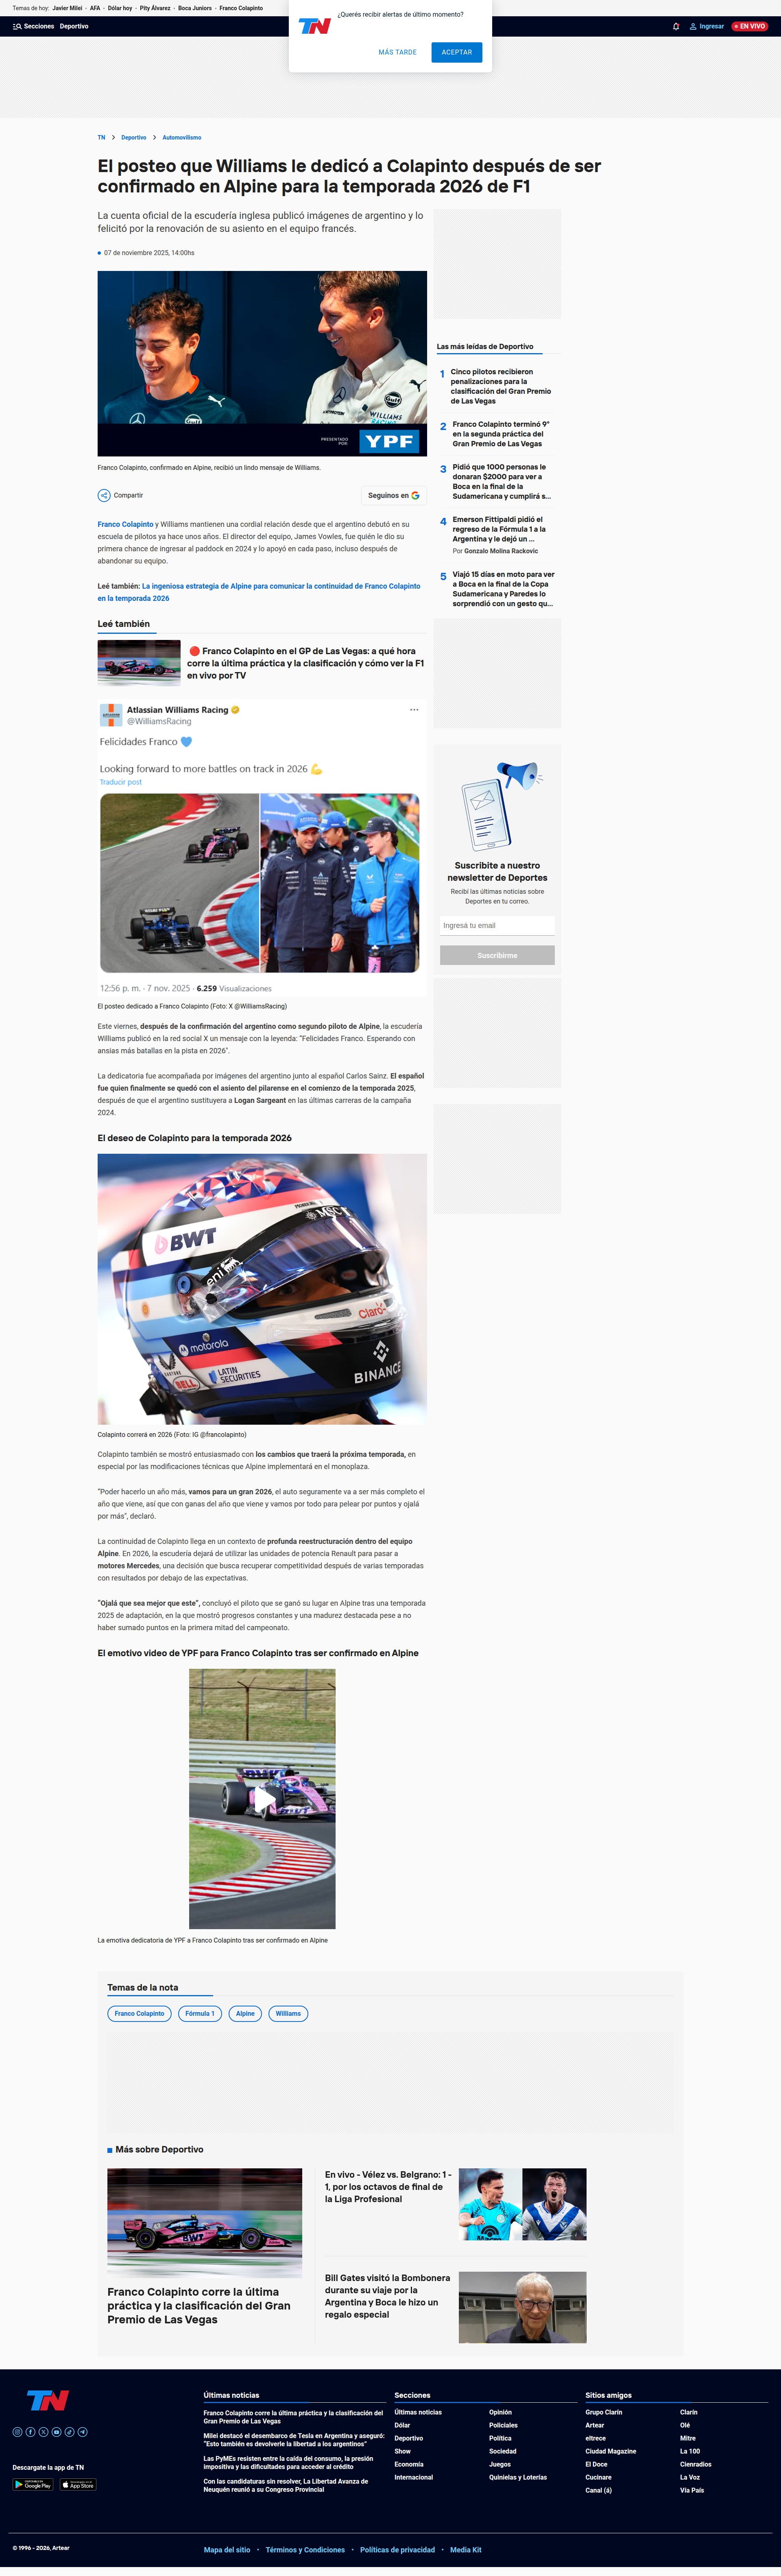 Temas de hoy: Javier Milei • AFA • Dólar hoy • Pity Álvarez • Boca Juniors • Franco Colapinto
TN
¿Querés recibir alertas de último momento?
MÁS TARDE ACEPTAR
Secciones Deportivo
Ingresar EN VIVO
TN > Deportivo > Automovilismo
El posteo que Williams le dedicó a Colapinto después de ser
confirmado en Alpine para la temporada 2026 de F1
La cuenta oficial de la escudería inglesa publicó imágenes de argentino y lo
felicitó por la renovación de su asiento en el equipo francés.
07 de noviembre 2025, 14:00hs
Gulf
Gulf
WILLIAMS
RACING
PRESENTADO
POR:
YPF
Franco Colapinto, confirmado en Alpine, recibió un lindo mensaje de Williams.
Compartir
Seguinos en G
Franco Colapinto y Williams mantienen una cordial relación desde que el argentino debutó en su
escuela de pilotos ya hace unos años. El director del equipo, James Vowles, fue quién le dio su
primera chance de ingresar al paddock en 2024 y lo apoyó en cada paso, incluso después de
abandonar su equipo.
Leé también: La ingeniosa estrategia de Alpine para comunicar la continuidad de Franco Colapinto
en la temporada 2026
Leé también
🔴 Franco Colapinto en el GP de Las Vegas: a qué hora
corre la última práctica y la clasificación y cómo ver la F1
en vivo por TV
Atlassian Williams Racing
@WilliamsRacing
Felicidades Franco 💙
Looking forward to more battles on track in 2026 💪
Traducir post
12:56 p. m. · 7 nov. 2025 · 6.259 Visualizaciones
El posteo dedicado a Franco Colapinto (Foto: X @WilliamsRacing)
Este viernes, después de la confirmación del argentino como segundo piloto de Alpine, la escudería
Williams publicó en la red social X un mensaje con la leyenda: "Felicidades Franco. Esperando con
ansias más batallas en la pista en 2026".
La dedicatoria fue acompañada por imágenes del argentino junto al español Carlos Sainz. El español
fue quien finalmente se quedó con el asiento del pilarense en el comienzo de la temporada 2025,
después de que el argentino sustituyera a Logan Sargeant en las últimas carreras de la campaña
2024.
El deseo de Colapinto para la temporada 2026
MSC
BWT
eni
Claro
motorola
LATIN
SECURITIES
BINANCE
Colapinto correrá en 2026 (Foto: IG @francolapinto)
Colapinto también se mostró entusiasmado con los cambios que traerá la próxima temporada, en
especial por las modificaciones técnicas que Alpine implementará en el monoplaza.
"Poder hacerlo un año más, vamos para un gran 2026, el auto seguramente va a ser más completo el
año que viene, así que con ganas del año que viene y vamos por todo para pelear por puntos y ojalá
por más", declaró.
La continuidad de Colapinto llega en un contexto de profunda reestructuración dentro del equipo
Alpine. En 2026, la escudería dejará de utilizar las unidades de potencia Renault para pasar a
motores Mercedes, una decisión que busca recuperar competitividad después de varias temporadas
con resultados por debajo de las expectativas.
"Ojalá que sea mejor que este", concluyó el piloto que se ganó su lugar en Alpine tras una temporada
2025 de adaptación, en la que mostró progresos constantes y una madurez destacada pese a no
haber sumado puntos en la primera mitad del campeonato.
El emotivo video de YPF para Franco Colapinto tras ser confirmado en Alpine
La emotiva dedicatoria de YPF a Franco Colapinto tras ser confirmado en Alpine
Las más leídas de Deportivo
1 Cinco pilotos recibieron
penalizaciones para la
clasificación del Gran Premio
de Las Vegas
2 Franco Colapinto terminó 9°
en la segunda práctica del
Gran Premio de Las Vegas
3 Pidió que 1000 personas le
donaran $2000 para ver a
Boca en la final de la
Sudamericana y cumplirá s...
4 Emerson Fittipaldi pidió el
regreso de la Fórmula 1 a la
Argentina y le dejó un ...
Por Gonzalo Molina Rackovic
5 Viajó 15 días en moto para ver
a Boca en la final de la Copa
Sudamericana y Paredes lo
sorprendió con un gesto qu...
Suscribite a nuestro
newsletter de Deportes
Recibí las últimas noticias sobre
Deportes en tu correo.
Ingresá tu email
Suscribirme
Temas de la nota
Franco Colapinto Fórmula 1 Alpine Williams
Más sobre Deportivo
BWT
Franco Colapinto corre la última
práctica y la clasificación del Gran
Premio de Las Vegas
En vivo - Vélez vs. Belgrano: 1 -
1, por los octavos de final de
la Liga Profesional
Bill Gates visitó la Bombonera
durante su viaje por la
Argentina y Boca le hizo un
regalo especial
TN
Descargate la app de TN
Google Play App Store
Últimas noticias
Franco Colapinto corre la última práctica y la clasificación del
Gran Premio de Las Vegas
Milei destacó el desembarco de Tesla en Argentina y aseguró:
"Esto también es devolverle la libertad a los argentinos"
Las PyMEs resisten entre la caída del consumo, la presión
impositiva y las dificultades para acceder al crédito
Con las candidaturas sin resolver, La Libertad Avanza de
Neuquén reunió a su Congreso Provincial
Secciones
Últimas noticias Opinión
Dólar Policiales
Deportivo Política
Show Sociedad
Economía Juegos
Internacional Quinielas y Loterías
Sitios amigos
Grupo Clarín Clarín
Artear Olé
eltrece Mitre
Ciudad Magazine La 100
El Doce Cienradios
Cucinare La Voz
Canal (á) Vía País
© 1996 - 2026, Artear
Mapa del sitio • Términos y Condiciones • Políticas de privacidad • Media Kit